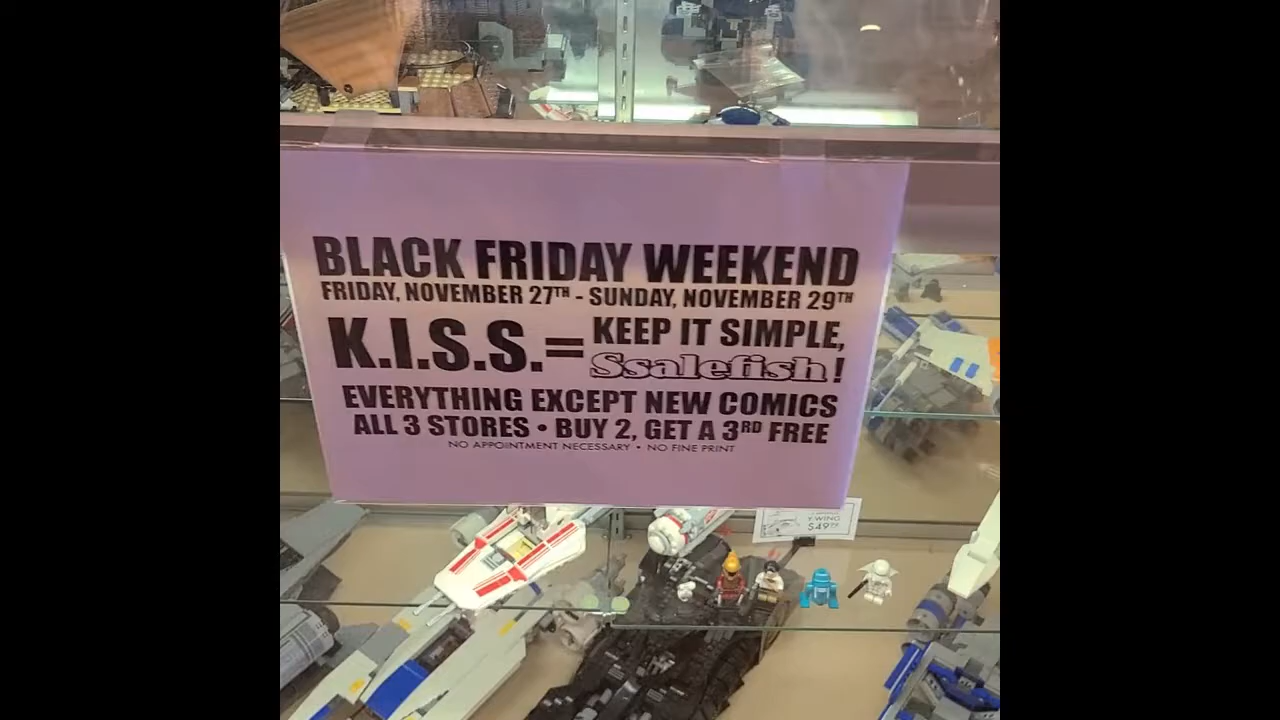 BLACK FRIDAY WEEKEND
FRIDAY, NOVEMBER 27TH - SUNDAY, NOVEMBER 29TH
K.I.S.S. = KEEP IT SIMPLE,
Ssalefish!
EVERYTHING EXCEPT NEW COMICS
ALL 3 STORES • BUY 2, GET A 3RD FREE
NO APPOINTMENT NECESSARY • NO FINE PRINT
Y-WING